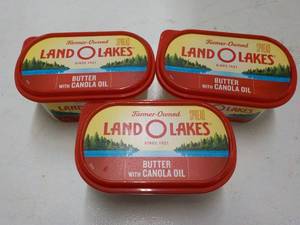 Farmer-Owned
LAND O LAKES
SINCE 1921
BUTTER
WITH CANOLA OIL
Farmer-Owned
LAND O LAKES
SINCE 1921
BUTTER
WITH CANOLA OIL
Farmer-Owned
LAND O LAKES
SINCE 1921
BUTTER
WITH CANOLA OIL